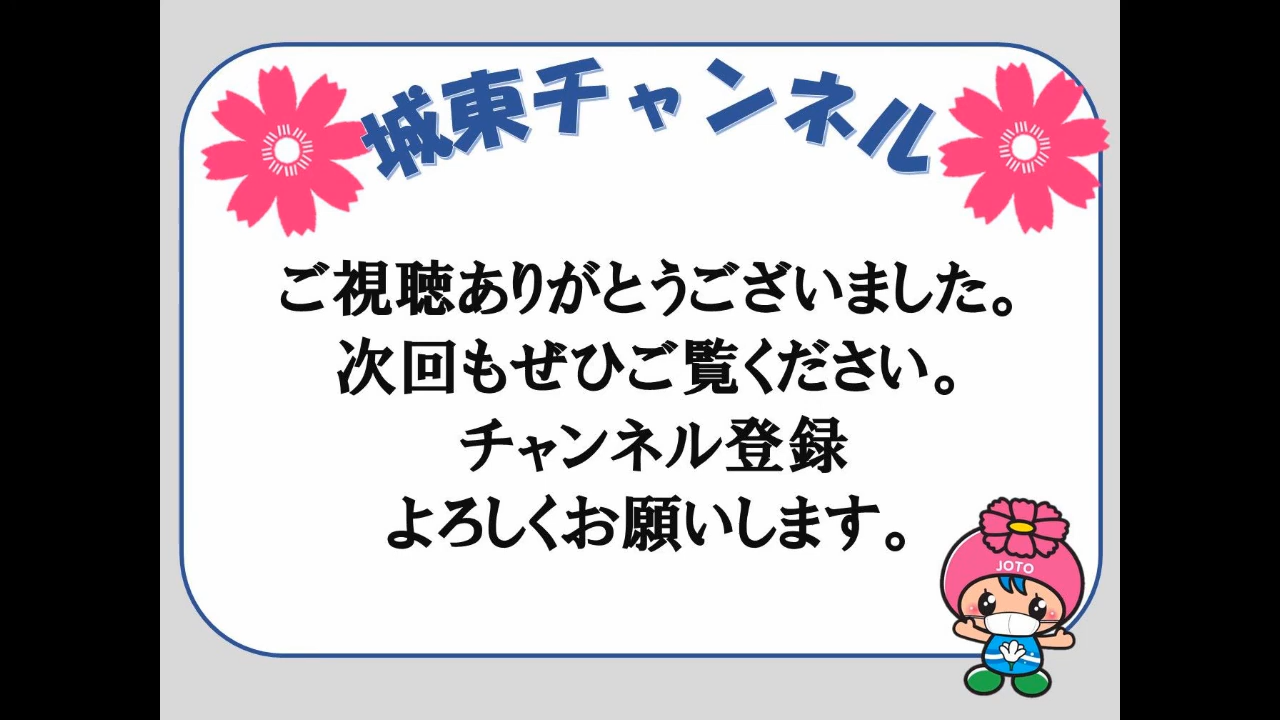 城東チャンネル
ご視聴ありがとうございました。
次回もぜひご覧ください。
チャンネル登録
よろしくお願いします。
JOTO